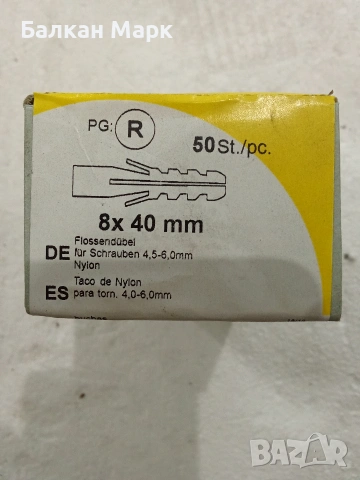 Балкан Марк
PG: R
50 St./pc.
8x 40 mm
DE Flossendübel
für Schrauben 4,5-6,0mm
Nylon
ES Taco de Nylon
para torn. 4,0-6,0mm
BAZAR